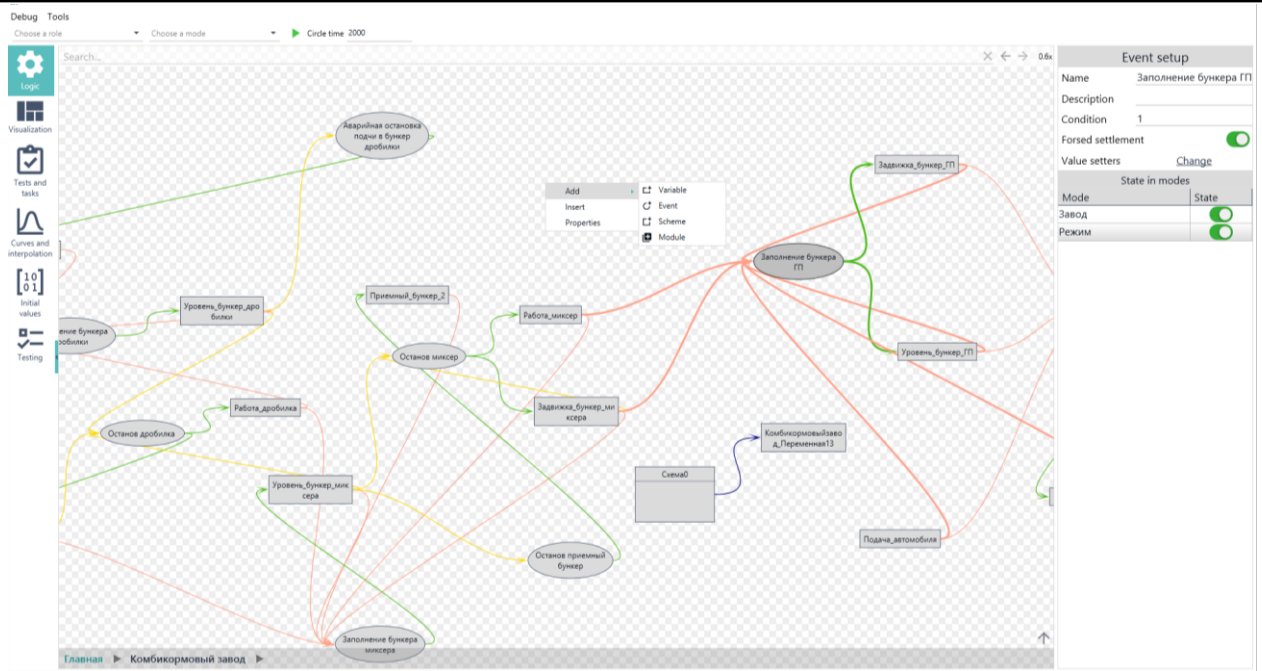 Debug Tools
Choose a role
Choose a mode
Circle time 2000
Logic
Visualization
Tests and
tasks
Curves and
interpolation
Initial
values
Testing
Search...
0.6x
Аварийная остановка
подчи в бункер
дробилки
Add
Insert
Properties
Variable
Event
Scheme
Module
Задвижка_бункер_ГП
Заполнение бункера
ГП
Уровень_бункер_дро
билки
Приемный_бункер_2
Работа_миксер
ение бункера
робилки
Останов миксер
Уровень_бункер_ГП
Работа_дробилка
Задвижка_бункер_ми
ксера
Останов дробилка
Комбикормовыйзаво
д_Переменная13
Схема0
Уровень_бункер_мик
сера
Подача_автомобиля
Останов приемный
бункер
Заполнение бункера
миксера
Главная
Комбикормовый завод
Event setup
Name Заполнение бункера ГП
Description
Condition 1
Forsed settlement
Value setters Change
State in modes
Mode State
Завод
Режим